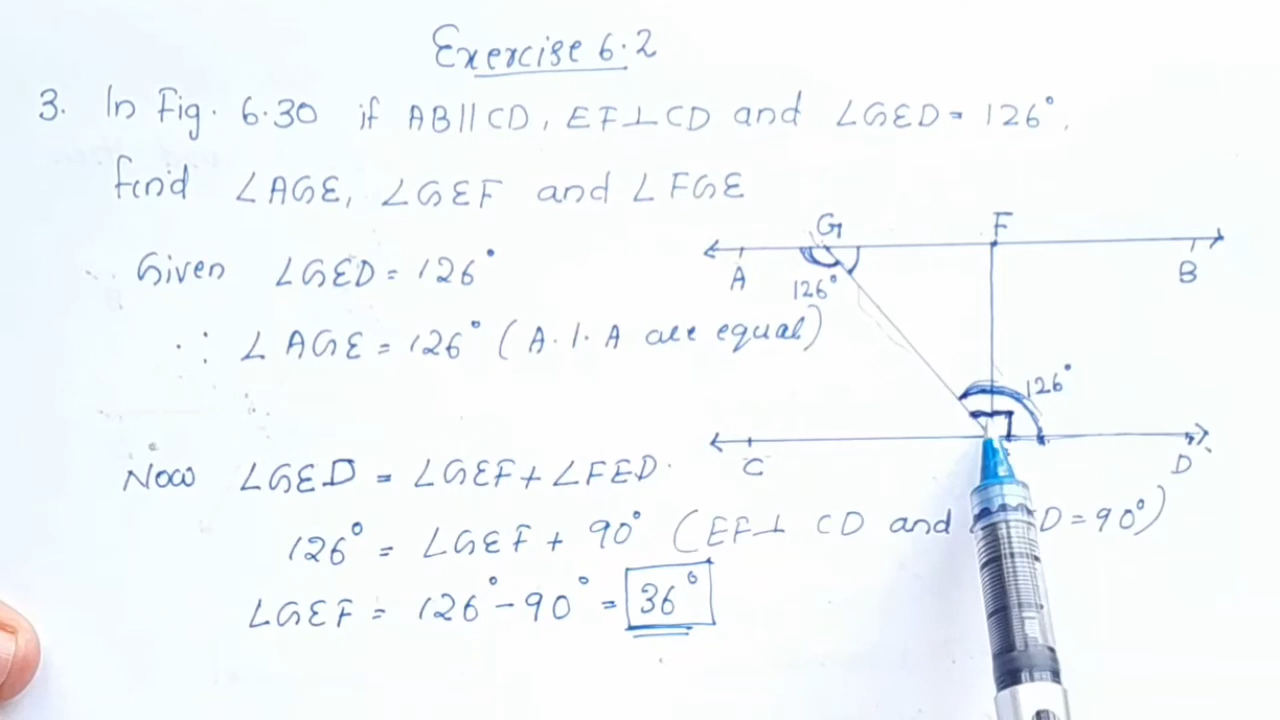 Exercise 6.2
3. In Fig. 6.30 if AB||CD, EF⊥CD and ∠GED = 126°.
find ∠AGE, ∠GEF and ∠FGE
G F
A B
126°
Given ∠GED = 126°
∴ ∠AGE = 126° (A.I.A are equal)
126°
C D
Now ∠GED = ∠GEF + ∠FED.
126° = ∠GEF + 90° (EF⊥ CD and D = 90°)
∠GEF = 126° - 90° = 36°